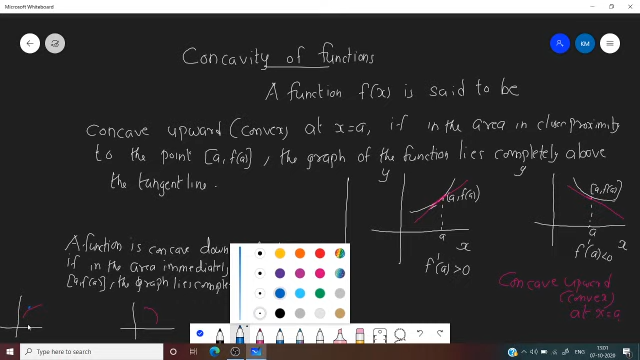 Microsoft Whiteboard
KM
Concavity of functions
A function f(x) is said to be
Concave upward (convex) at x=a, if in the area in closer proximity
to the point [a, f(a)], the graph of the function lies completely above
the tangent line.
y
y
[a, f(a)]
[a, f(a)]
a
x
a
x
f'(a) > 0
f'(a) < 0
A function is concave down
if in the area immediately
[a, f(a)], the graph lies comple
Concave upward
(convex)
at x=a
Type here to search
ENG
15:01
07-10-2020